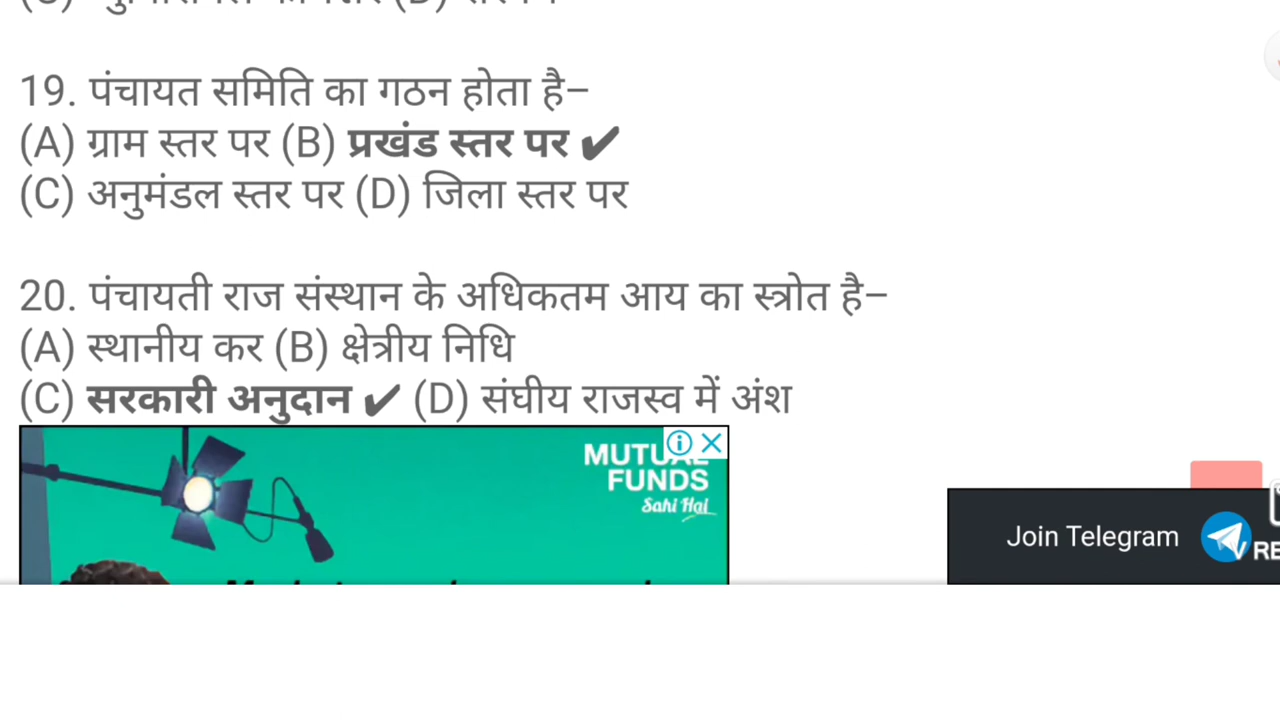 19. पंचायत समिति का गठन होता है–
(A) ग्राम स्तर पर (B) प्रखंड स्तर पर ✔
(C) अनुमंडल स्तर पर (D) जिला स्तर पर
20. पंचायती राज संस्थान के अधिकतम आय का स्त्रोत है–
(A) स्थानीय कर (B) क्षेत्रीय निधि
(C) सरकारी अनुदान ✔ (D) संघीय राजस्व में अंश
MUTUAL
FUNDS
Sahi Hai
Join Telegram